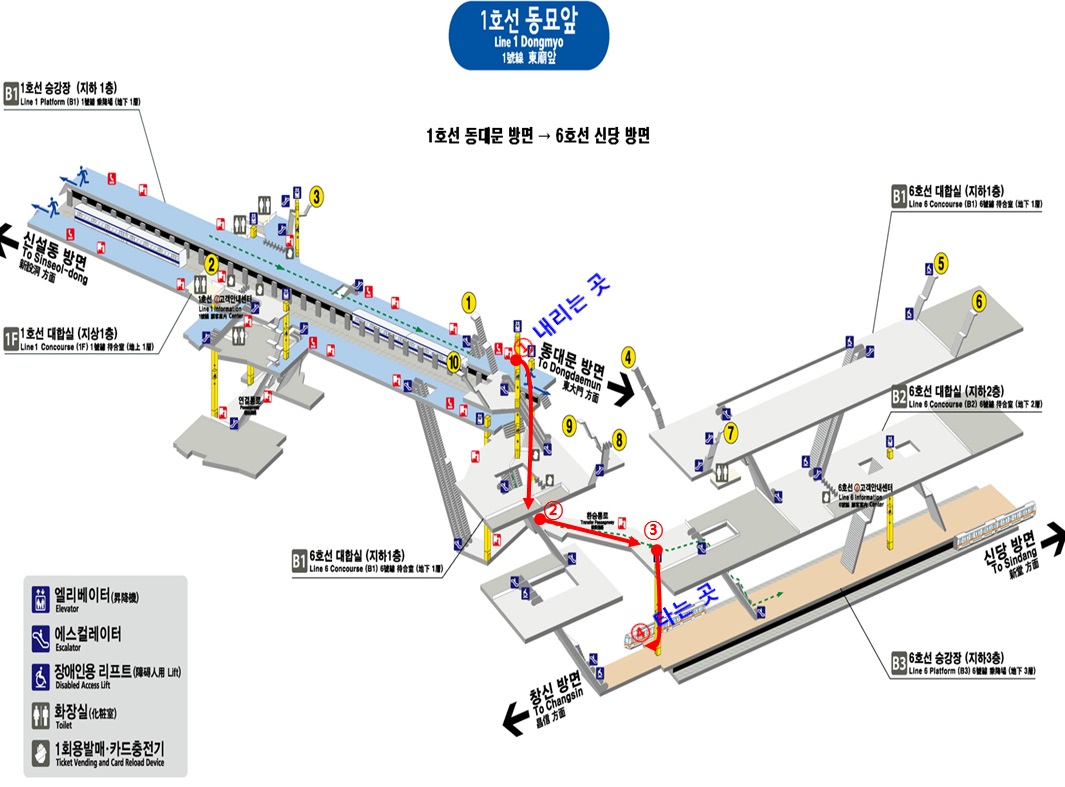 1호선 동묘앞
Line 1 Dongmyo
1號線 東廟앞
B1 1호선 승강장 (지하 1층)
Line 1 Platform (B1) 1號線 乘降場 (地下 1層)
1호선 동대문 방면 → 6호선 신당 방면
B1 6호선 대합실 (지하1층)
Line 6 Concourse (B1) 6號線 待合室 (地下 1層)
3
2
신설동 방면
To Sinseol-dong
新設洞 方面
1호선 고객안내센터
Line 1 Information Center
1F 1호선 대합실 (지상1층)
Line 1 Concourse (1F) 1號線 待合室 (地上 1層)
1
10
① 내리는 곳
동대문 방면
To Dongdaemun
東大門 方面
4
5
6
7
B2 6호선 대합실 (지하2층)
Line 6 Concourse (B2) 6號線 待合室 (地下 2層)
연결통로
Passageway
9
8
6호선 고객안내센터
Line 6 Information Center
②
환승통로
Transfer Passageway
③
B1 6호선 대합실 (지하1층)
Line 6 Concourse (B1) 6號線 待合室 (地下 1層)
신당 방면
To Sindang
新堂 方面
④ 타는 곳
B3 6호선 승강장 (지하3층)
Line 6 Platform (B3) 6號線 乘降場 (地下 3層)
창신 방면
To Changsin
昌信 方面
엘리베이터(昇降機)
Elevator
에스컬레이터
Escalator
장애인용 리프트(障碍人用 Lift)
Disabled Access Lift
화장실(化粧室)
Toilet
1회용발매·카드충전기
Ticket Vending and Card Reload Device